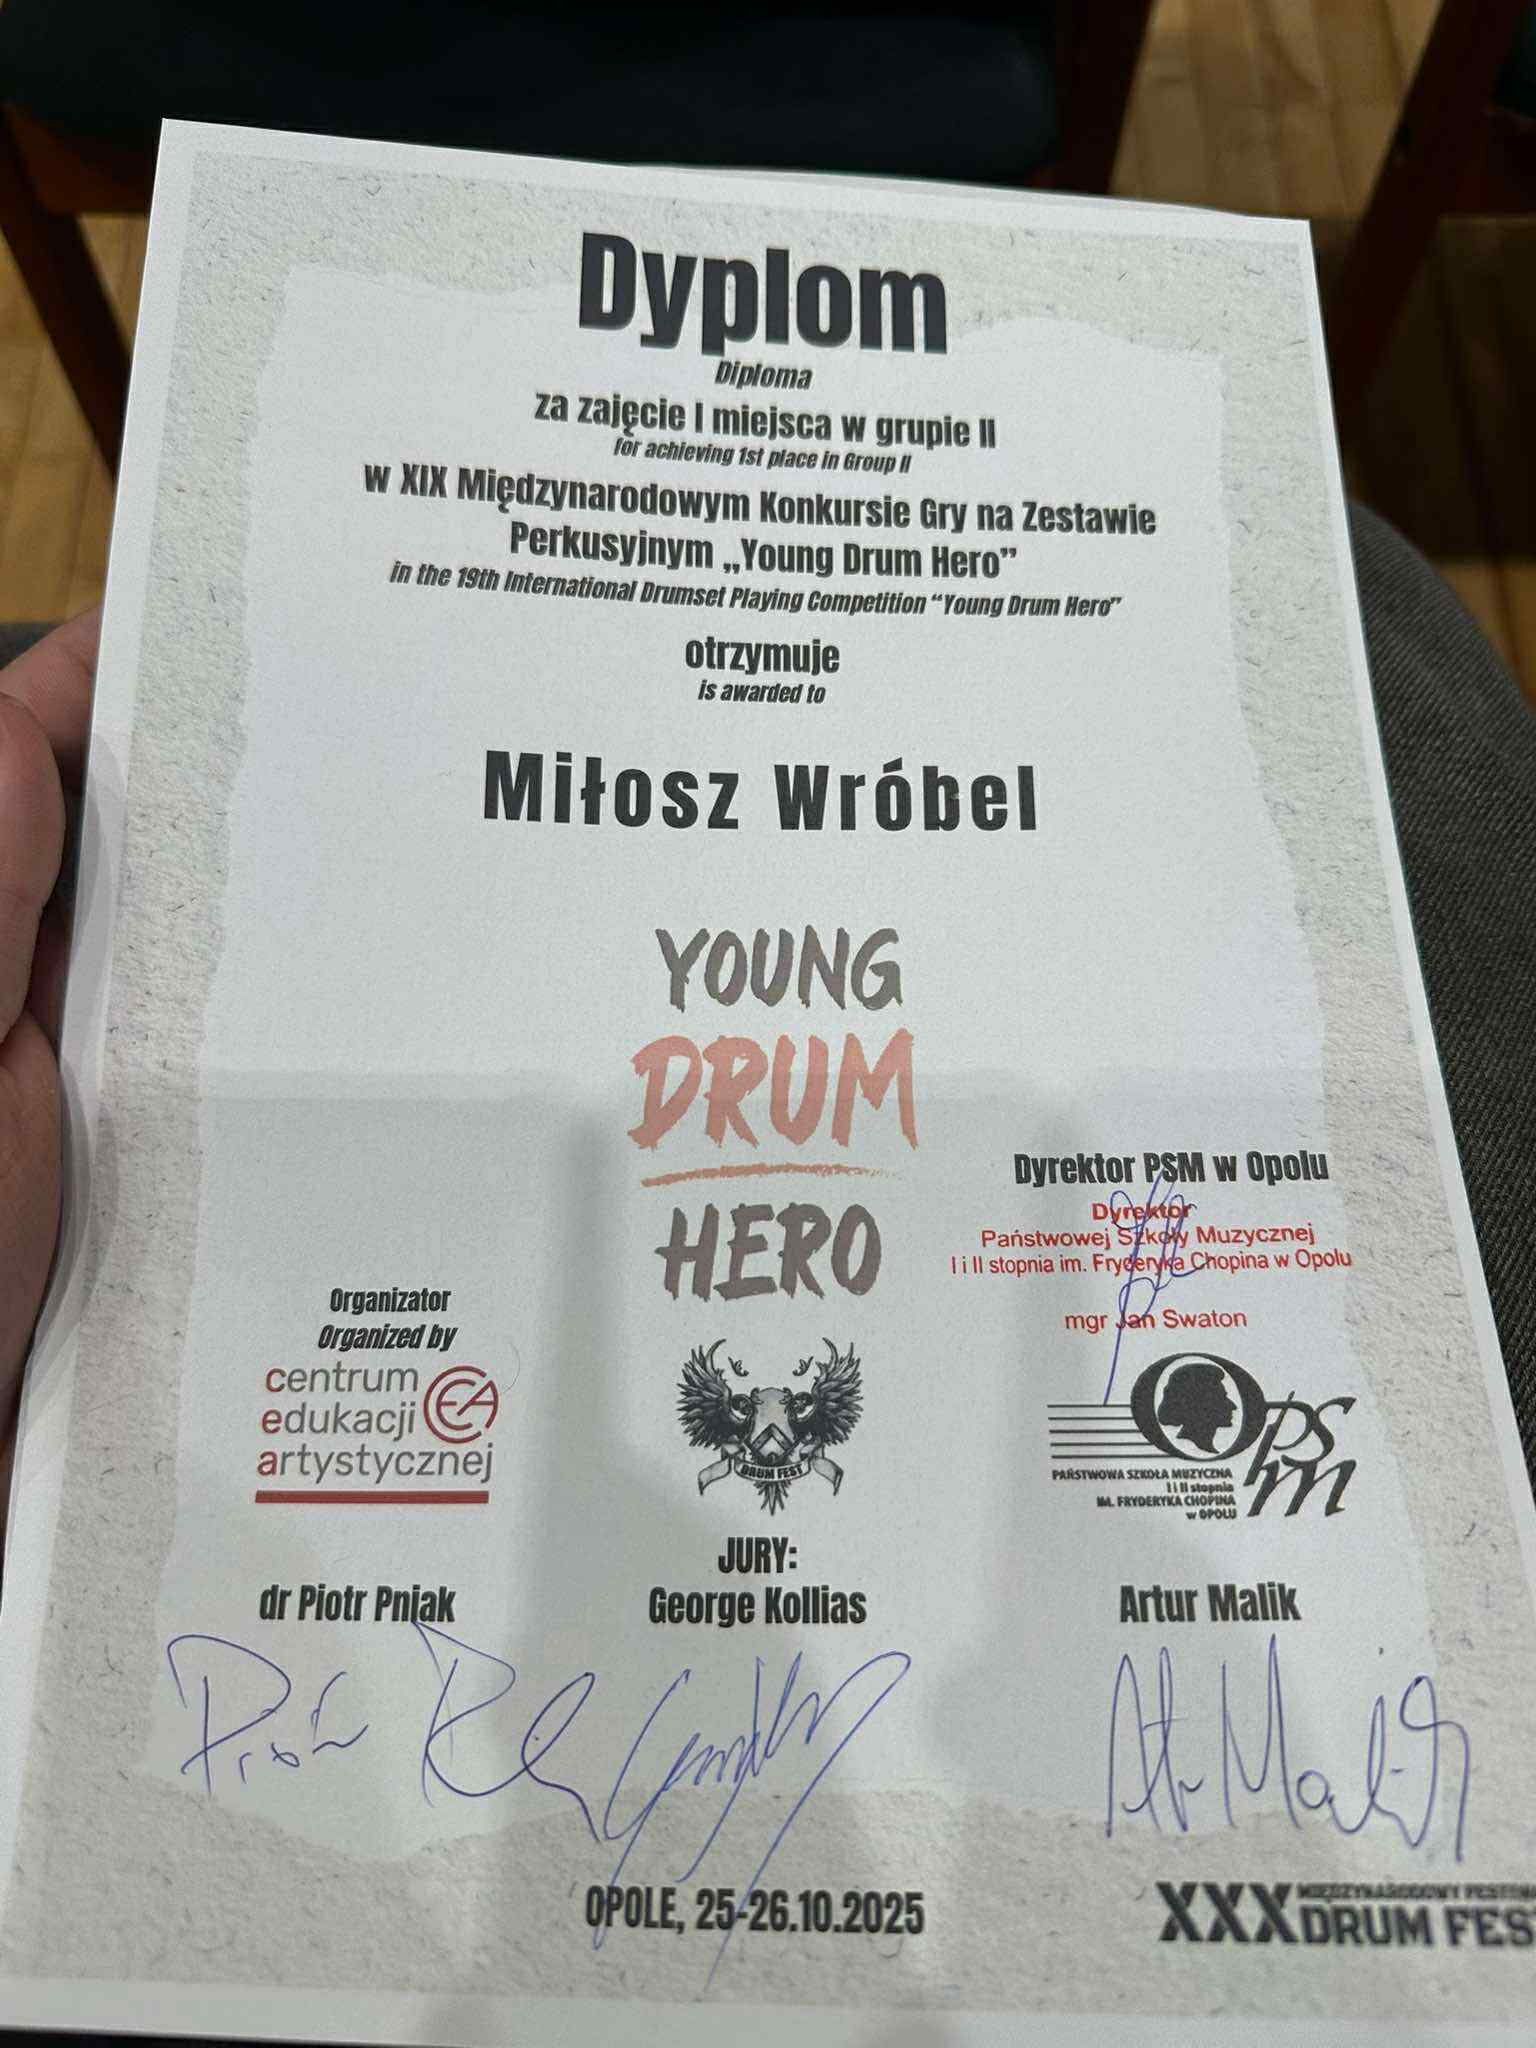 Dyplom
Diploma
za zajęcie I miejsca w grupie II
for achieving 1st place in Group II
w XIX Międzynarodowym Konkursie Gry na Zestawie
Perkusyjnym „Young Drum Hero”
in the 19th International Drumset Playing Competition “Young Drum Hero”
otrzymuje
is awarded to
Miłosz Wróbel
YOUNG
DRUM
HERO
Dyrektor PSM w Opolu
Dyrektor
Państwowej Szkoły Muzycznej
I i II stopnia im. Fryderyka Chopina w Opolu
mgr Jan Swaton
Organizator
Organized by
centrum
edukacji
artystycznej
CEA
DRUM FEST
OPSM
PAŃSTWOWA SZKOŁA MUZYCZNA
I i II stopnia
IM. FRYDERYKA CHOPINA
w OPOLU
JURY:
dr Piotr Pniak
George Kollias
Artur Malik
OPOLE, 25-26.10.2025
XXX MIĘDZYNARODOWY
DRUM FES